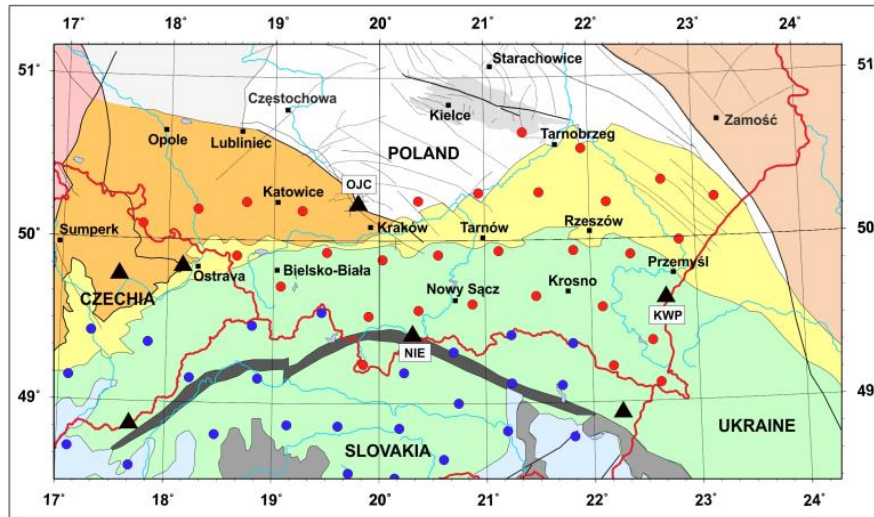 17° 18° 19° 20° 21° 22° 23° 24°
51° 51°
Starachowice
Częstochowa
Kielce
Zamość
Opole
Lubliniec
Tarnobrzeg
POLAND
OJC
Katowice
Kraków
Tarnów
Rzeszów
50° 50°
Sumperk
Ostrava
Bielsko-Biała
Przemyśl
Krosno
Nowy Sącz
CZECHIA
KWP
NIE
49° 49°
UKRAINE
SLOVAKIA
17° 18° 19° 20° 21° 22° 23° 24°